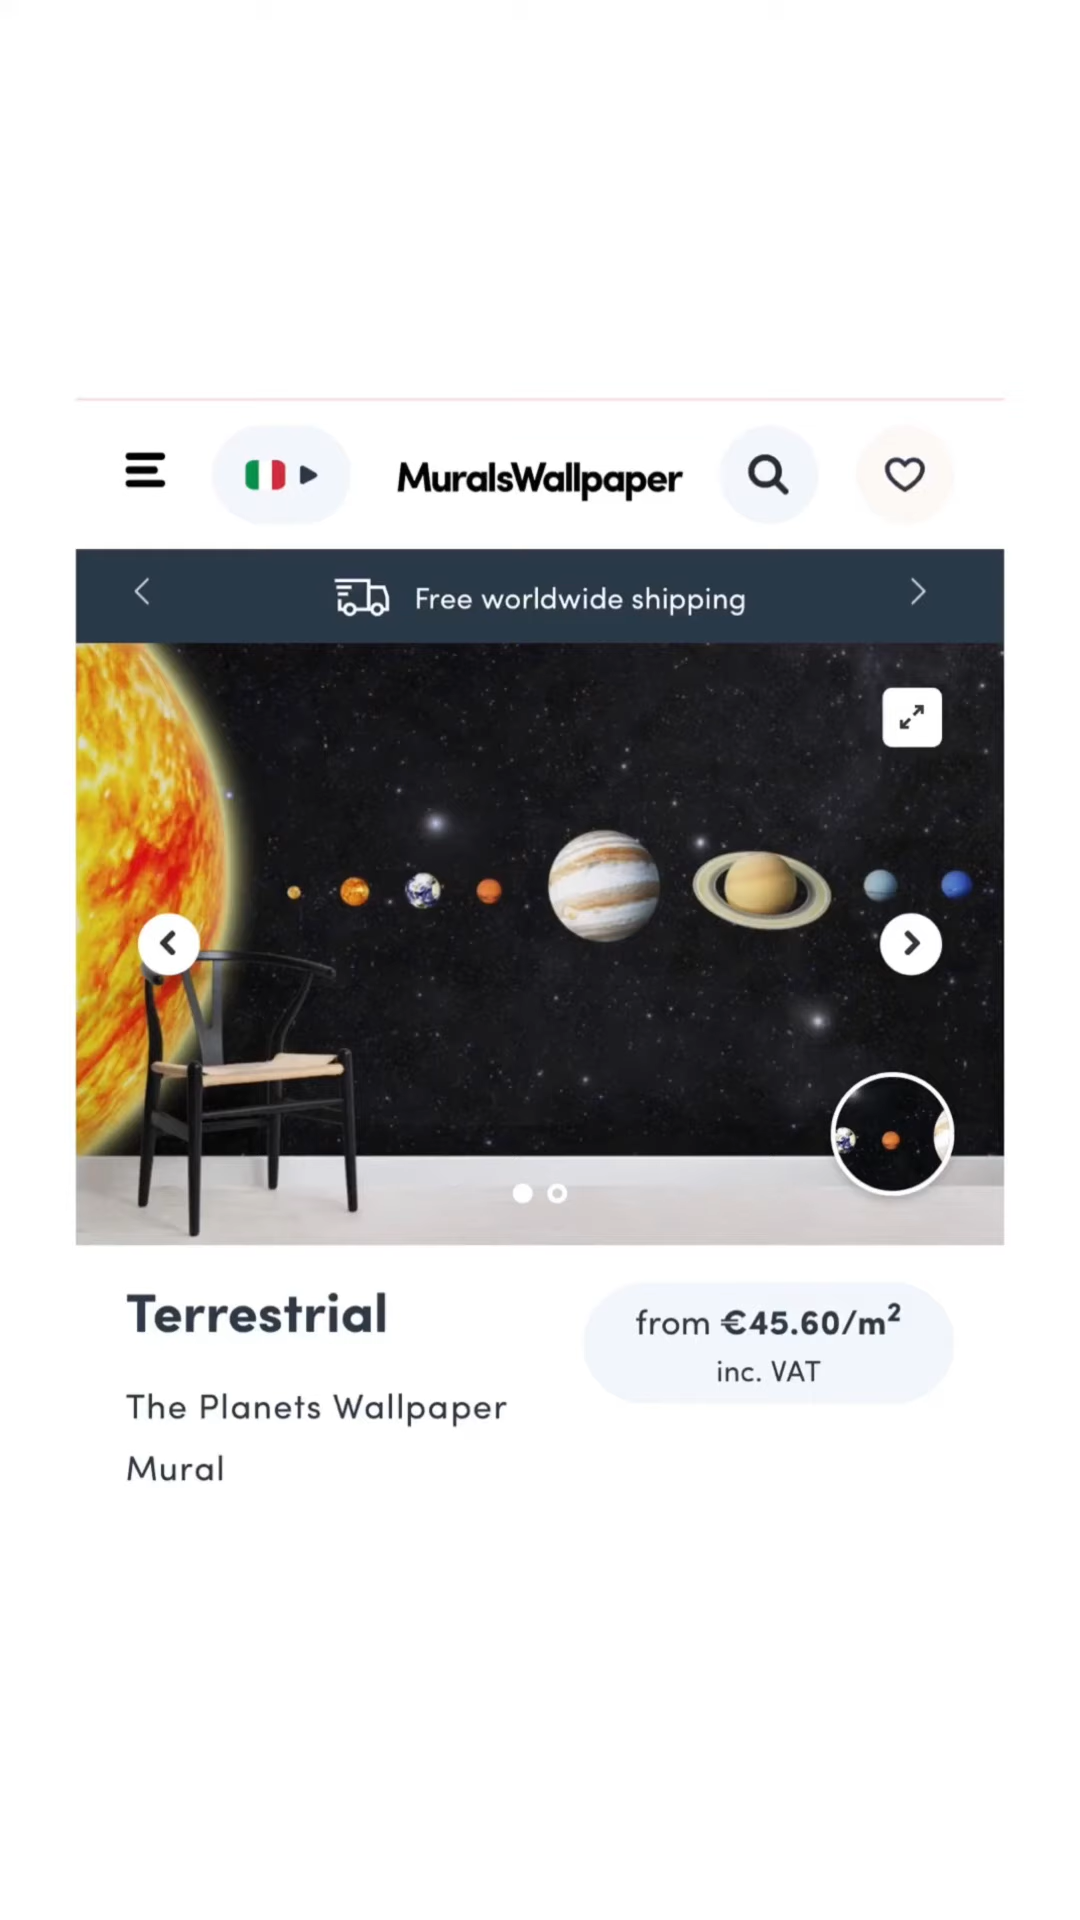 MuralsWallpaper
Free worldwide shipping
Terrestrial
from €45.60/m²
inc. VAT
The Planets Wallpaper
Mural